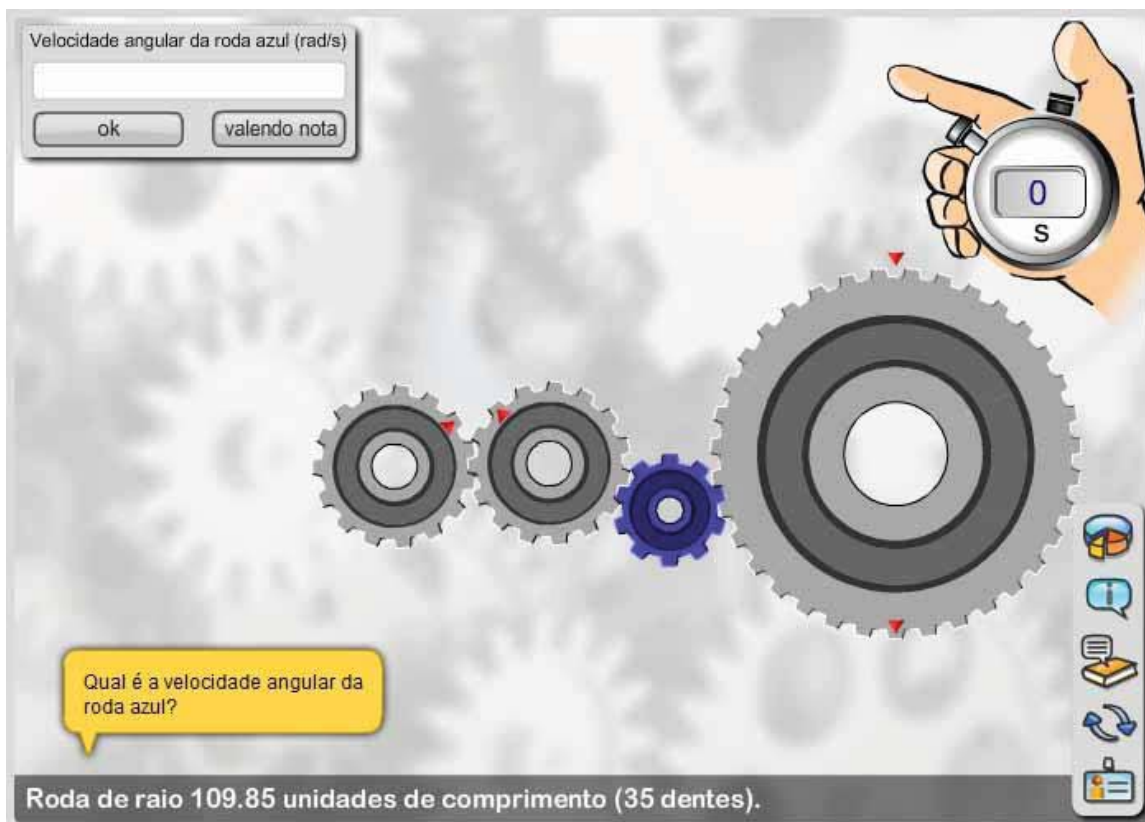 Velocidade angular da roda azul (rad/s)
ok
valendo nota
0
S
Qual é a velocidade angular da
roda azul?
Roda de raio 109.85 unidades de comprimento (35 dentes).